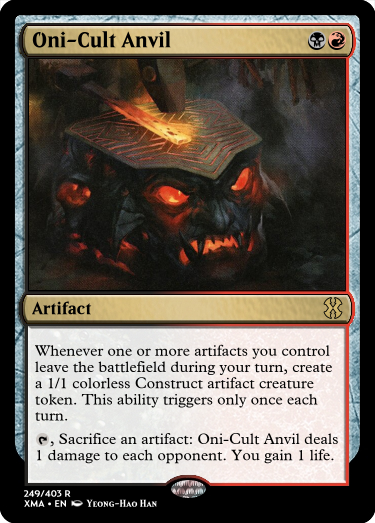 Oni-Cult Anvil
Artifact
Whenever one or more artifacts you control
leave the battlefield during your turn, create
a 1/1 colorless Construct artifact creature
token. This ability triggers only once each
turn.
, Sacrifice an artifact: Oni-Cult Anvil deals
1 damage to each opponent. You gain 1 life.
249/403 R
XMA • EN Yeong-Hao Han